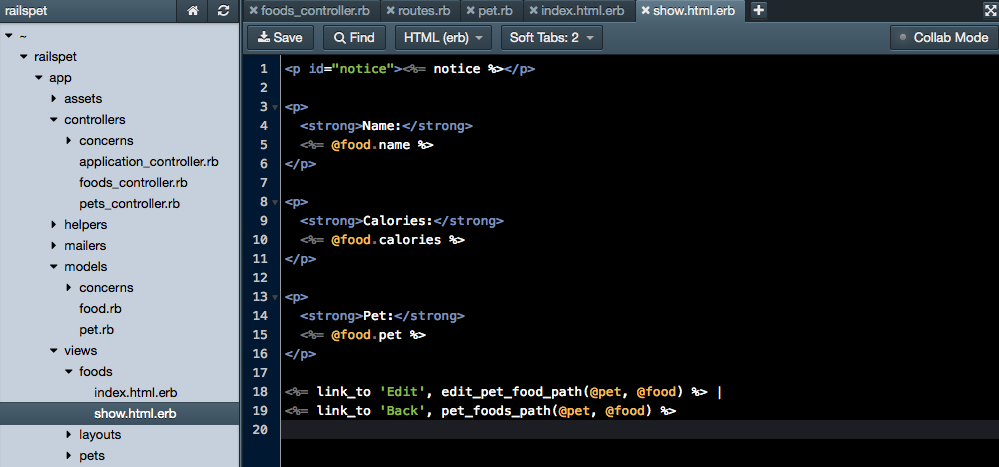 railspet
~
railspet
app
assets
controllers
concerns
application_controller.rb
foods_controller.rb
pets_controller.rb
helpers
mailers
models
concerns
food.rb
pet.rb
views
foods
index.html.erb
show.html.erb
layouts
pets
foods_controller.rb routes.rb pet.rb index.html.erb show.html.erb
Save Find HTML (erb) Soft Tabs: 2 Collab Mode
1 <p id="notice"><%= notice %></p>
2
3 <p>
4   <strong>Name:</strong>
5   <%= @food.name %>
6 </p>
7
8 <p>
9   <strong>Calories:</strong>
10   <%= @food.calories %>
11 </p>
12
13 <p>
14   <strong>Pet:</strong>
15   <%= @food.pet %>
16 </p>
17
18 <%= link_to 'Edit', edit_pet_food_path(@pet, @food) %> |
19 <%= link_to 'Back', pet_foods_path(@pet, @food) %>
20